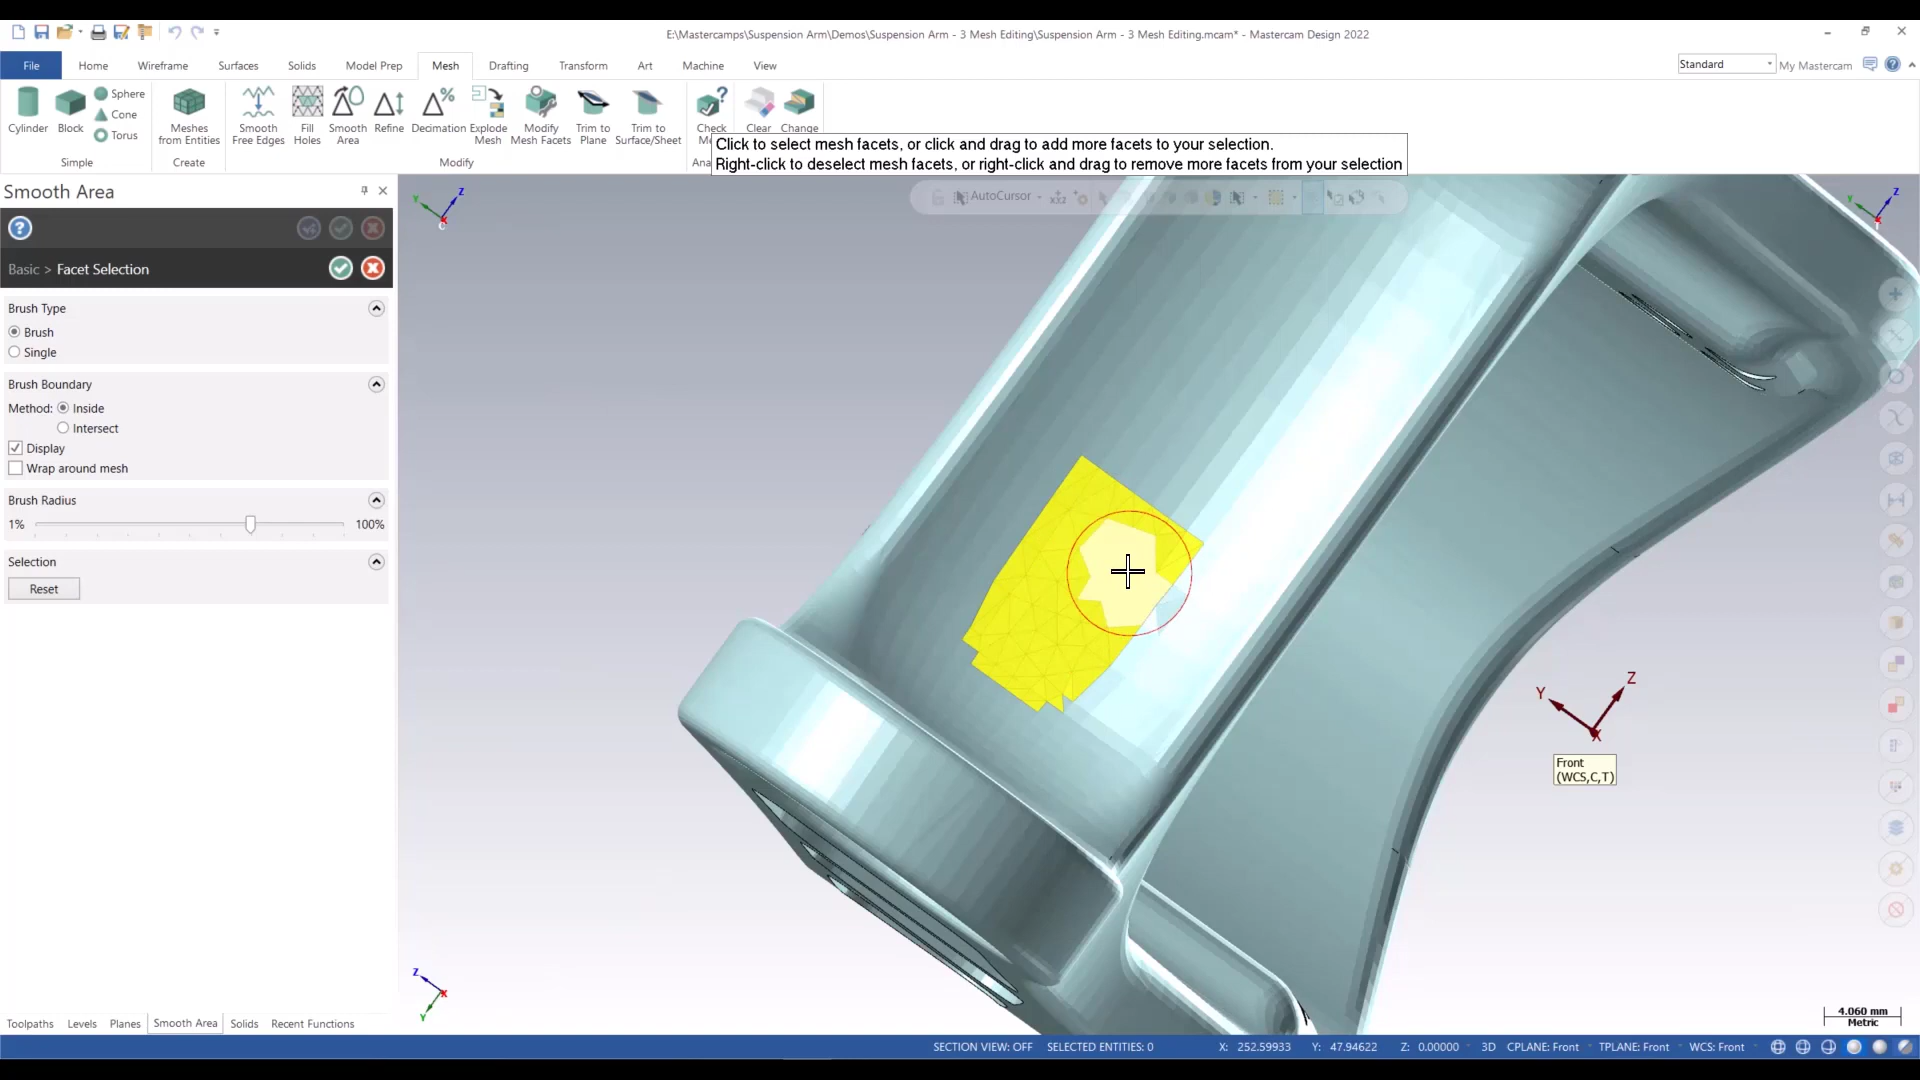 E:\Mastercamps\Suspension Arm\Demos\Suspension Arm - 3 Mesh Editing\Suspension Arm - 3 Mesh Editing.mcam* - Mastercam Design 2022
File Home Wireframe Surfaces Solids Model Prep Mesh Drafting Transform Art Machine View Standard My Mastercam
Cylinder Block Sphere Cone Torus
Meshes from Entities
Smooth Free Edges
Fill Holes
Smooth Area
Refine
Decimation
Explode Mesh
Modify Mesh Facets
Trim to Plane
Trim to Surface/Sheet
Check
Clear
Change
Simple Create Modify
Click to select mesh facets, or click and drag to add more facets to your selection.
Right-click to deselect mesh facets, or right-click and drag to remove more facets from your selection
Smooth Area
Basic > Facet Selection
Brush Type
Brush
Single
Brush Boundary
Method: Inside
Intersect
Display
Wrap around mesh
Brush Radius
1% 100%
Selection
Reset
AutoCursor
Z
Y
C
Z
Y
T
Y
Z
X
Front
(WCS,C,T)
Z
X
Y
4.060 mm
Metric
Toolpaths Levels Planes Smooth Area Solids Recent Functions
SECTION VIEW: OFF SELECTED ENTITIES: 0 X: 252.59933 Y: 47.94622 Z: 0.00000 3D CPLANE: Front TPLANE: Front WCS: Front